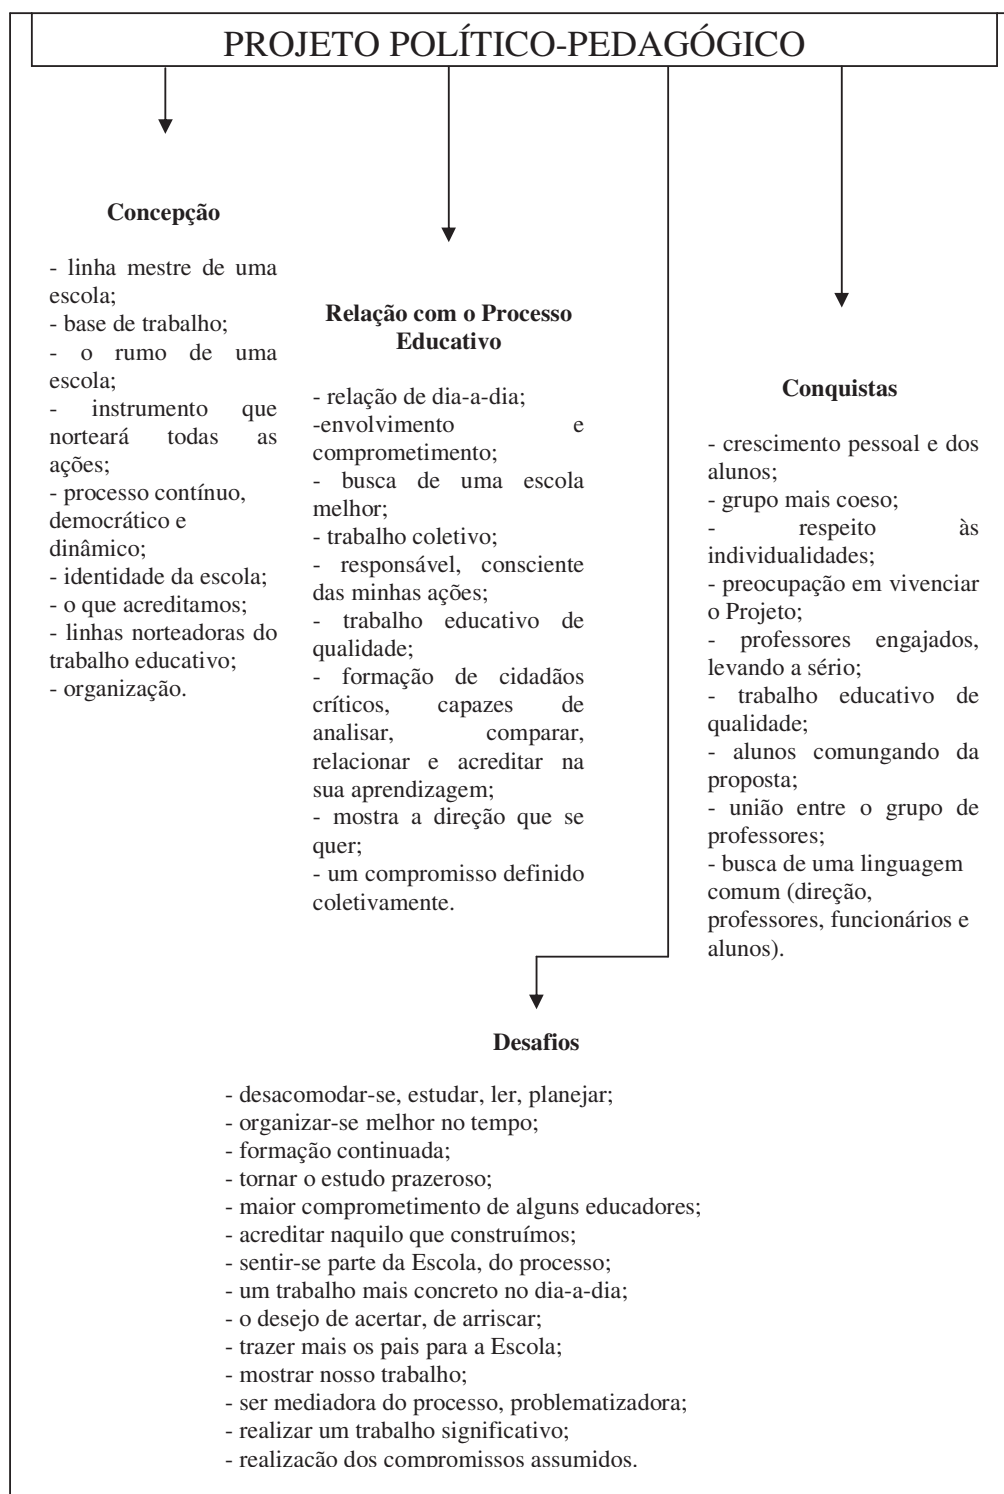 PROJETO POLÍTICO-PEDAGÓGICO
Concepção
- linha mestre de uma
escola;
- base de trabalho;
- o rumo de uma
escola;
- instrumento que
norteará todas as
ações;
- processo contínuo,
democrático e
dinâmico;
- identidade da escola;
- o que acreditamos;
- linhas norteadoras do
trabalho educativo;
- organização.
Relação com o Processo
Educativo
- relação de dia-a-dia;
-envolvimento e
comprometimento;
- busca de uma escola
melhor;
- trabalho coletivo;
- responsável, consciente
das minhas ações;
- trabalho educativo de
qualidade;
- formação de cidadãos
críticos, capazes de
analisar, comparar,
relacionar e acreditar na
sua aprendizagem;
- mostra a direção que se
quer;
- um compromisso definido
coletivamente.
Conquistas
- crescimento pessoal e dos
alunos;
- grupo mais coeso;
- respeito às
individualidades;
- preocupação em vivenciar
o Projeto;
- professores engajados,
levando a sério;
- trabalho educativo de
qualidade;
- alunos comungando da
proposta;
- união entre o grupo de
professores;
- busca de uma linguagem
comum (direção,
professores, funcionários e
alunos).
Desafios
- desacomodar-se, estudar, ler, planejar;
- organizar-se melhor no tempo;
- formação continuada;
- tornar o estudo prazeroso;
- maior comprometimento de alguns educadores;
- acreditar naquilo que construímos;
- sentir-se parte da Escola, do processo;
- um trabalho mais concreto no dia-a-dia;
- o desejo de acertar, de arriscar;
- trazer mais os pais para a Escola;
- mostrar nosso trabalho;
- ser mediadora do processo, problematizadora;
- realizar um trabalho significativo;
- realização dos compromissos assumidos.